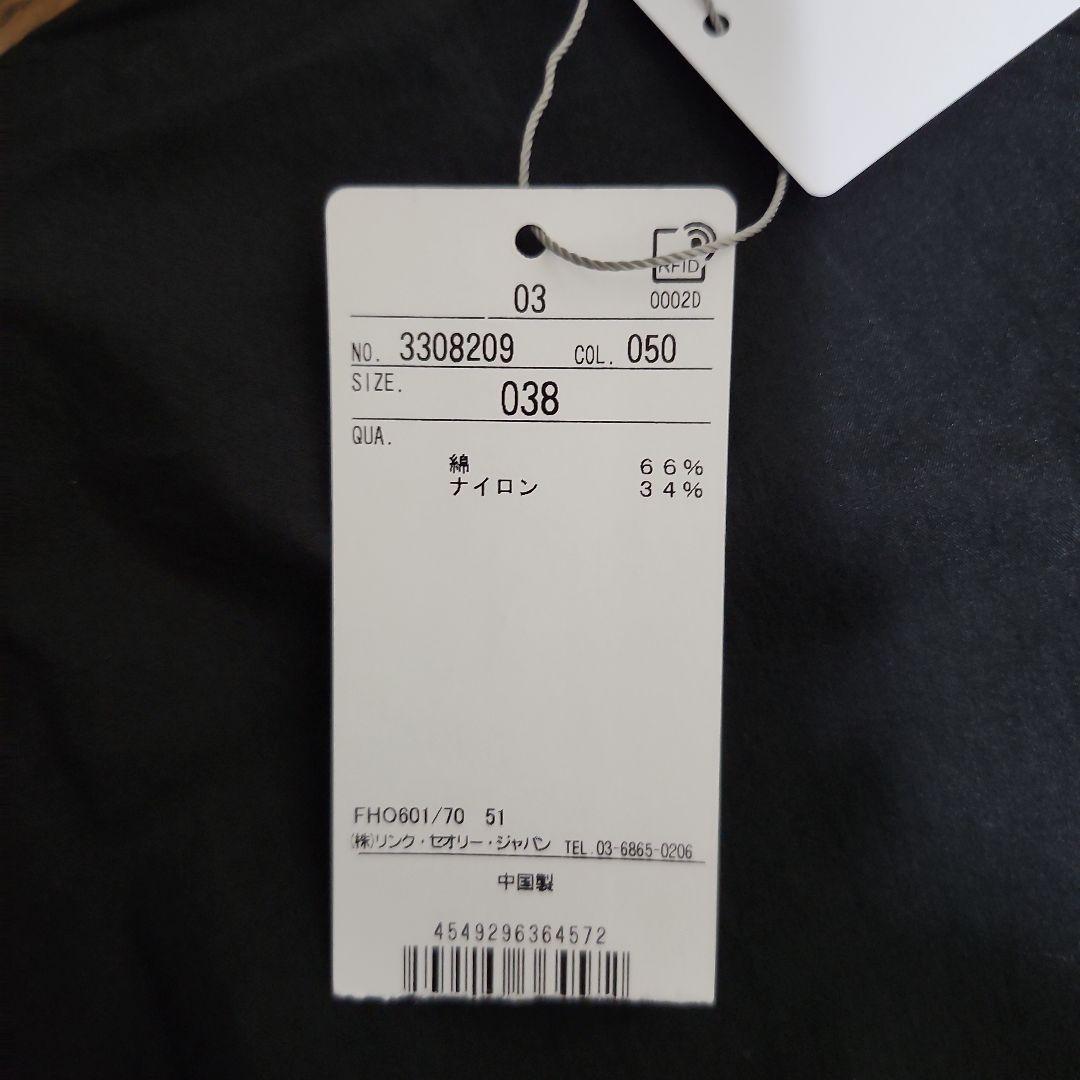 RFID
03
0002D
NO. 3308209 COL. 050
SIZE. 038
QUA.
綿 66%
ナイロン 34%
FHO601/70 51
(株)リンク・セオリー・ジャパン TEL.03-6865-0206
中国製
4549296364572